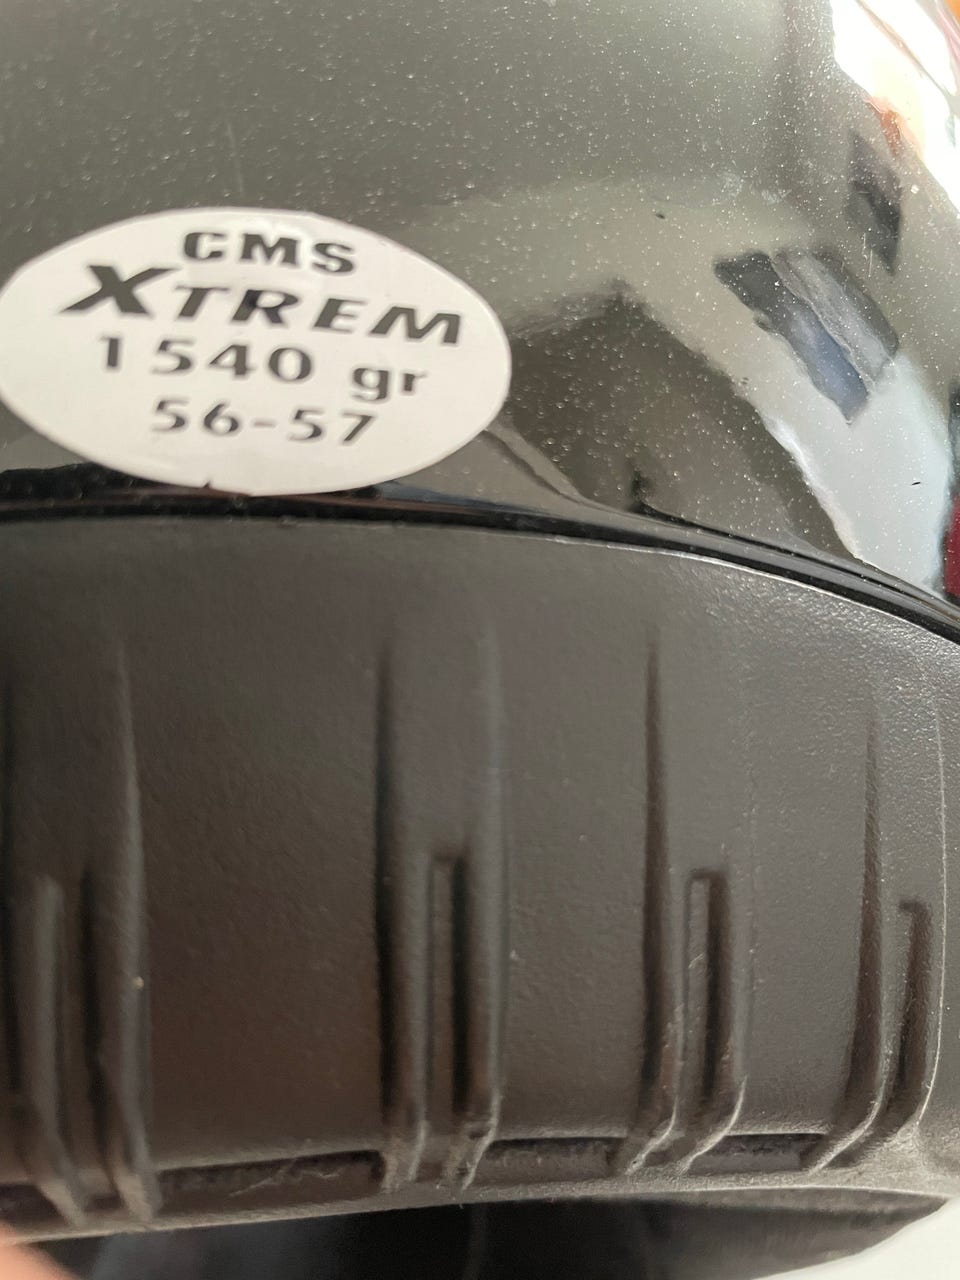 CMS
XTREM
1540 gr
56-57